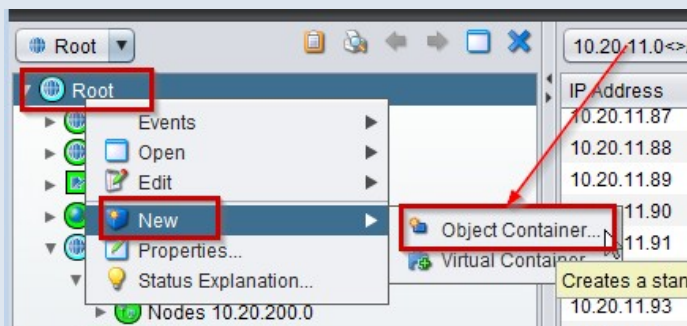 Root
10.20.11.0<>
Root
IP Address
Events
10.20.11.87
Open
10.20.11.88
Edit
10.20.11.89
New
Object Container...
11.90
Properties...
Virtual Container
11.91
Status Explanation...
Creates a stan
Nodes 10.20.200.0
10.20.11.93